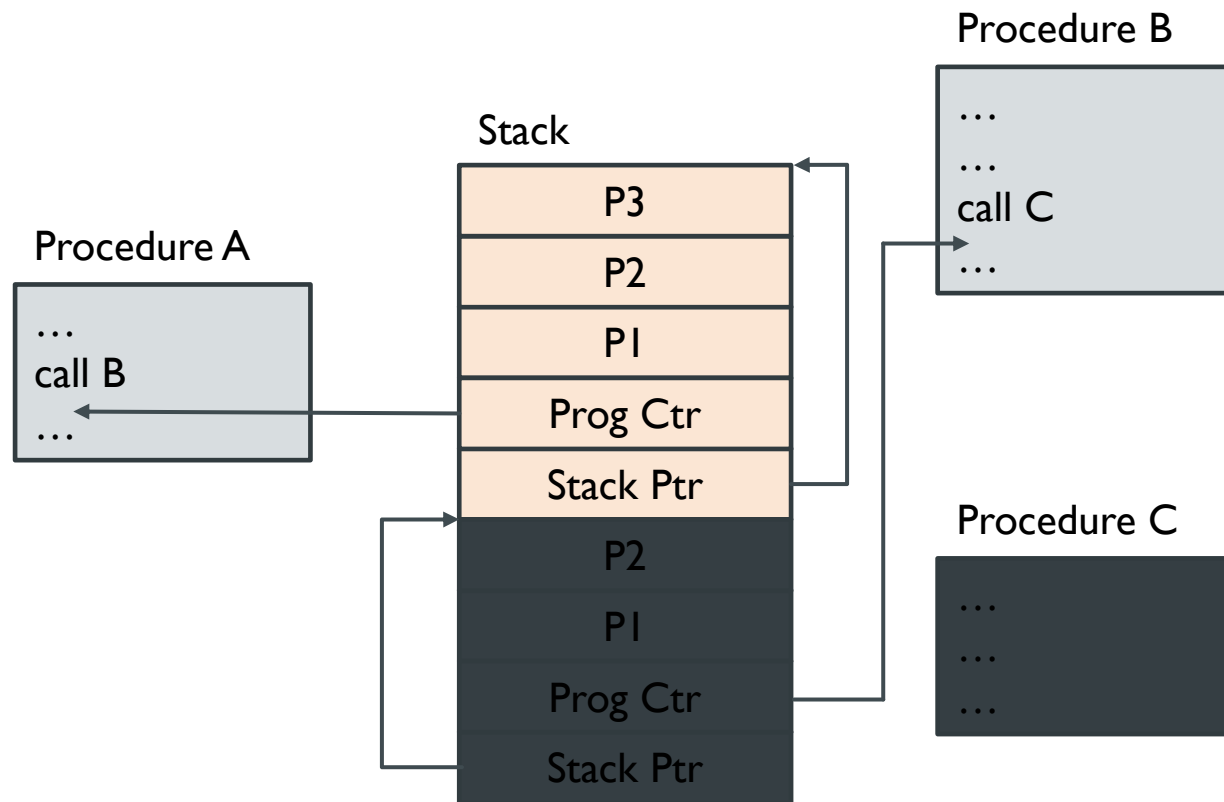 Procedure A
…
call B
…
Stack
P3
P2
P1
Prog Ctr
Stack Ptr
P2
P1
Prog Ctr
Stack Ptr
Procedure B
…
…
call C
…
Procedure C
…
…
…